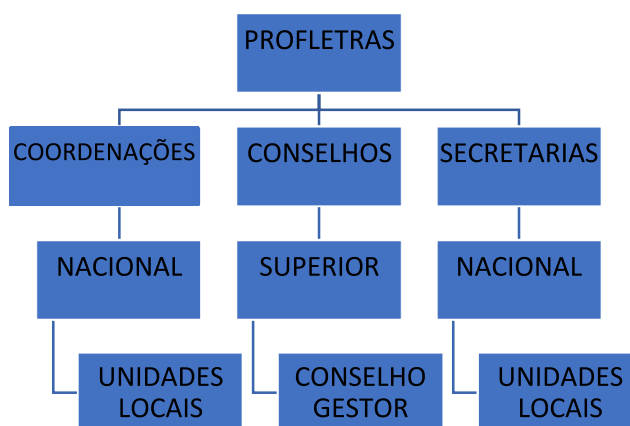 PROFLETRAS
COORDENAÇÕES
CONSELHOS
SECRETARIAS
NACIONAL
SUPERIOR
NACIONAL
UNIDADES
LOCAIS
CONSELHO
GESTOR
UNIDADES
LOCAIS